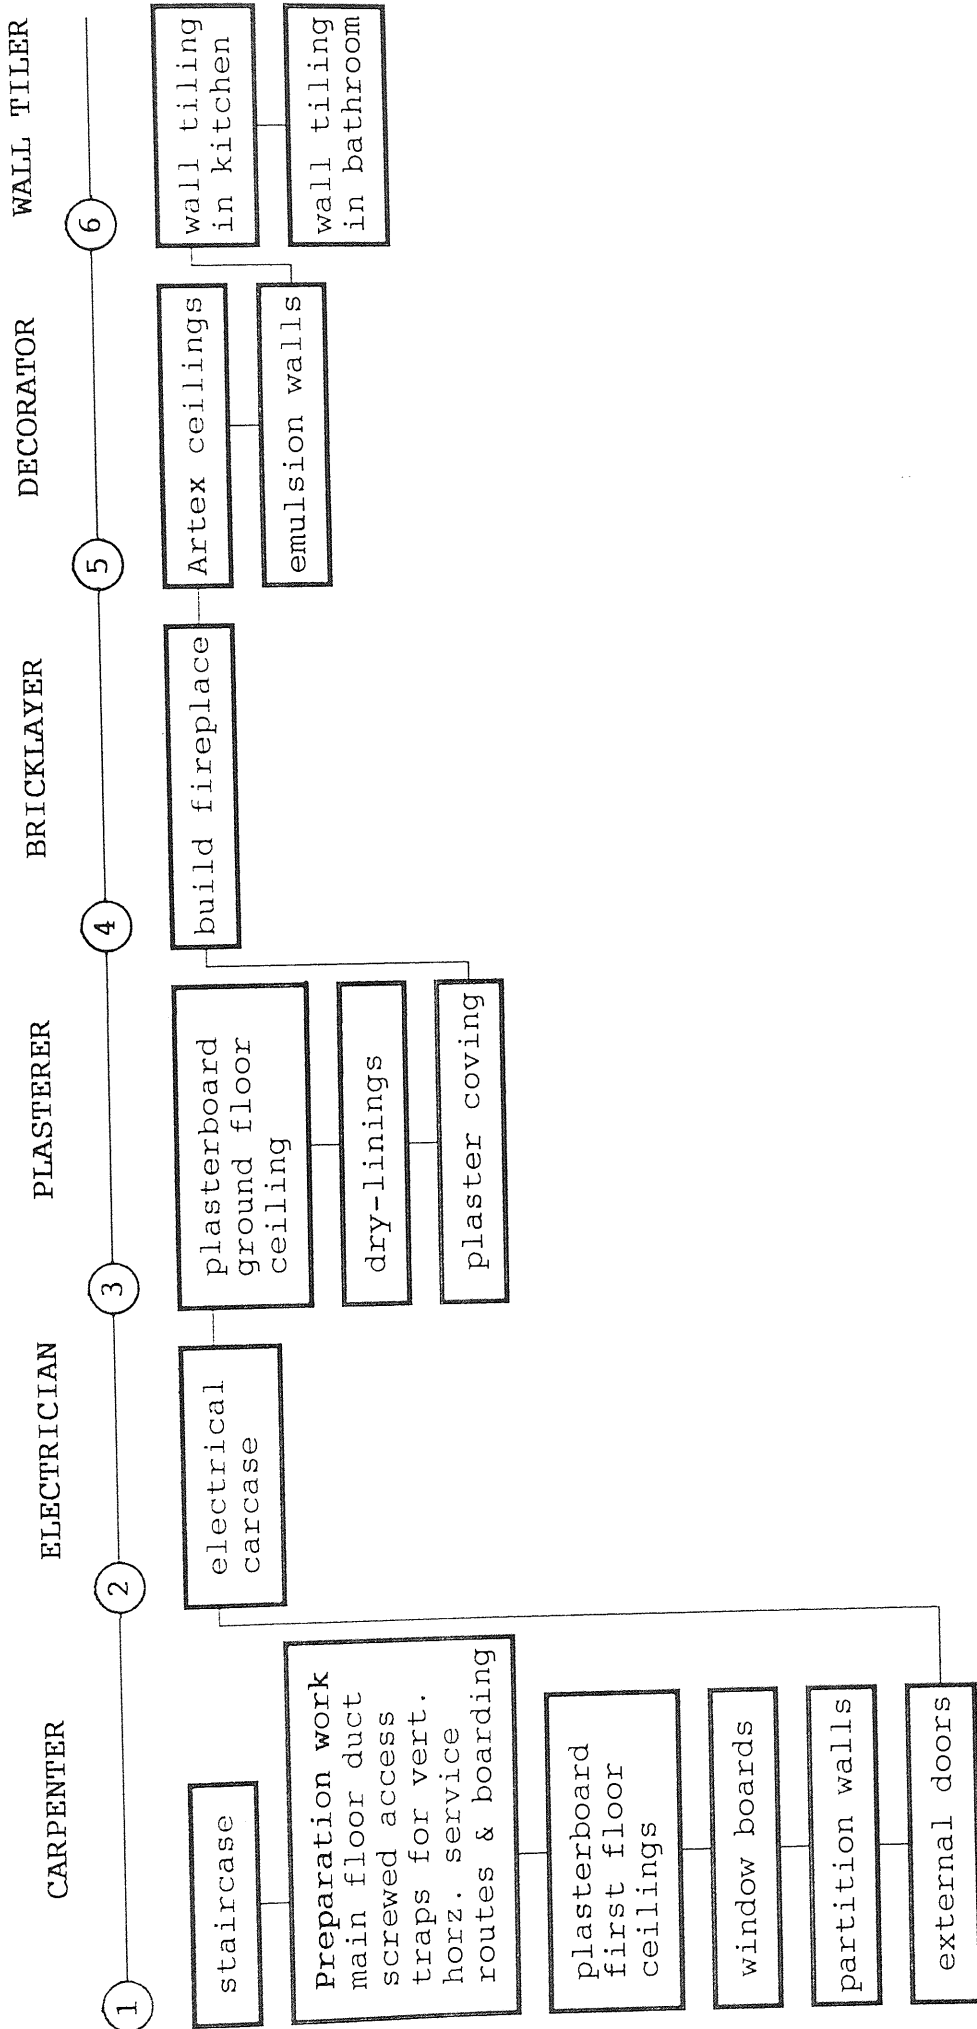 CARPENTER
1
staircase
Preparation work
main floor duct
screwed access
traps for vert.
horz. service
routes & boarding
plasterboard
first floor
ceilings
window boards
partition walls
external doors
ELECTRICIAN
2
electrical
carcase
PLASTERER
3
plasterboard
ground floor
ceiling
dry-linings
plaster coving
BRICKLAYER
4
build fireplace
DECORATOR
5
Artex ceilings
emulsion walls
WALL TILER
6
wall tiling
in kitchen
wall tiling
in bathroom